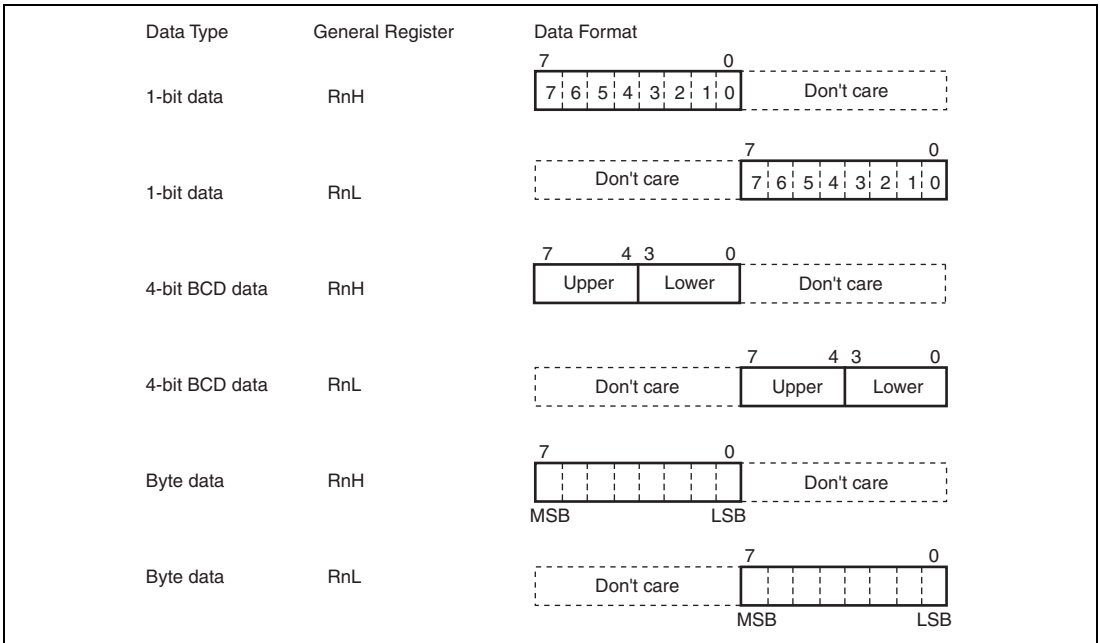 Data Type General Register Data Format
7 0
1-bit data RnH 7 6 5 4 3 2 1 0 Don't care
7 0
1-bit data RnL Don't care 7 6 5 4 3 2 1 0
7 4 3 0
4-bit BCD data RnH Upper Lower Don't care
7 4 3 0
4-bit BCD data RnL Don't care Upper Lower
7 0
Byte data RnH Don't care
MSB LSB
7 0
Byte data RnL Don't care
MSB LSB